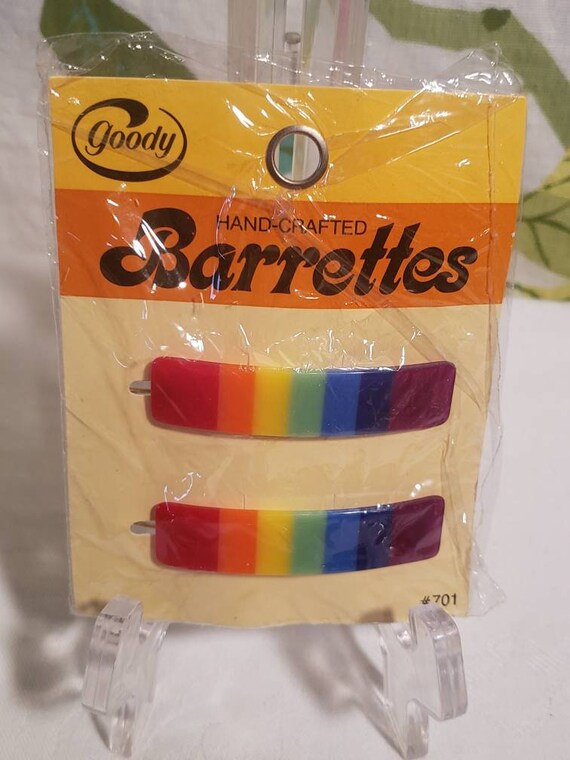 goody
HAND-CRAFTED
Barrettes
#701